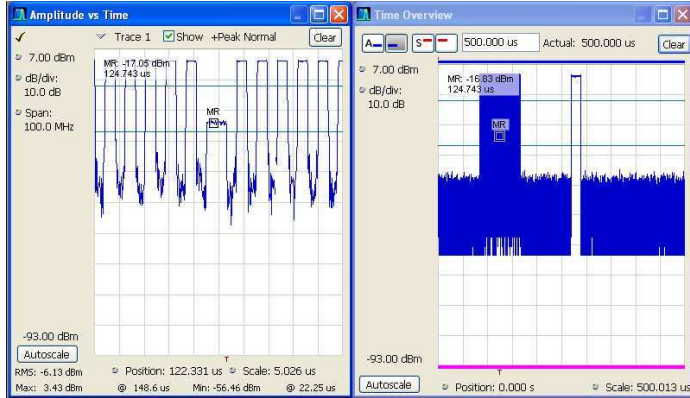 Amplitude vs Time
Trace 1 Show +Peak Normal Clear
7.00 dBm
dB/div:
10.0 dB
Span:
100.0 MHz
MR: -17.05 dBm
124.743 us
MR
-93.00 dBm
Autoscale
Position: 122.331 us Scale: 5.026 us
RMS: -6.13 dBm
Max: 3.43 dBm @ 148.6 us Min: -56.46 dBm @ 22.25 us
T
Time Overview
A S 500.000 us Actual: 500.000 us Clear
7.00 dBm
dB/div:
10.0 dB
MR: -16.83 dBm
124.743 us
MR
-93.00 dBm
T
Autoscale Position: 0.000 s Scale: 500.013 us